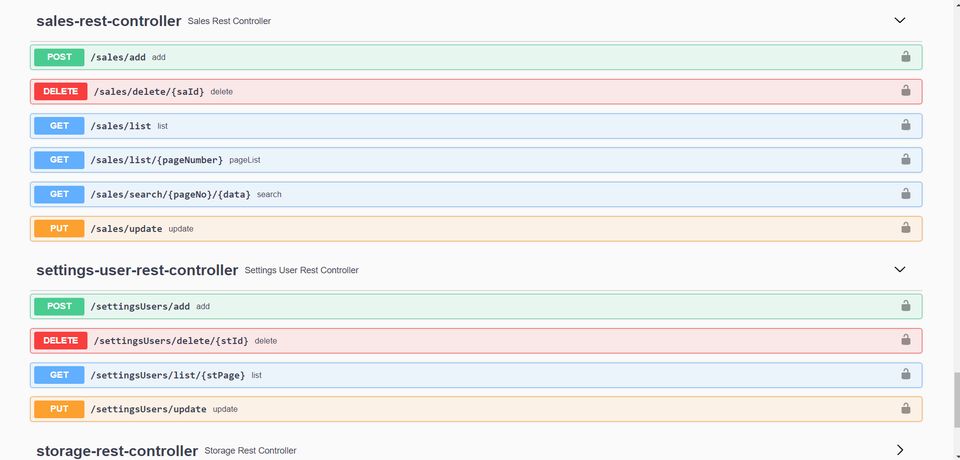 sales-rest-controller Sales Rest Controller
POST /sales/add add
DELETE /sales/delete/{saId} delete
GET /sales/list list
GET /sales/list/{pageNumber} pageList
GET /sales/search/{pageNo}/{data} search
PUT /sales/update update
settings-user-rest-controller Settings User Rest Controller
POST /settingsUsers/add add
DELETE /settingsUsers/delete/{stId} delete
GET /settingsUsers/list/{stPage} list
PUT /settingsUsers/update update
storage-rest-controller Storage Rest Controller